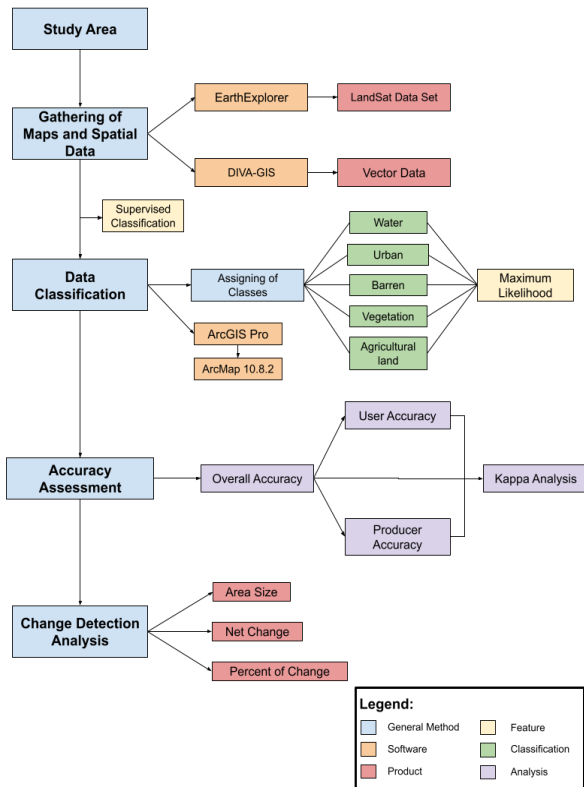 Study Area
Gathering of
Maps and Spatial
Data
EarthExplorer
LandSat Data Set
DIVA-GIS
Vector Data
Supervised
Classification
Data
Classification
Assigning of
Classes
Water
Urban
Barren
Vegetation
Agricultural
land
Maximum
Likelihood
ArcGIS Pro
ArcMap 10.8.2
Accuracy
Assessment
Overall Accuracy
User Accuracy
Producer
Accuracy
Kappa Analysis
Change Detection
Analysis
Area Size
Net Change
Percent of Change
Legend:
General Method
Feature
Software
Classification
Product
Analysis